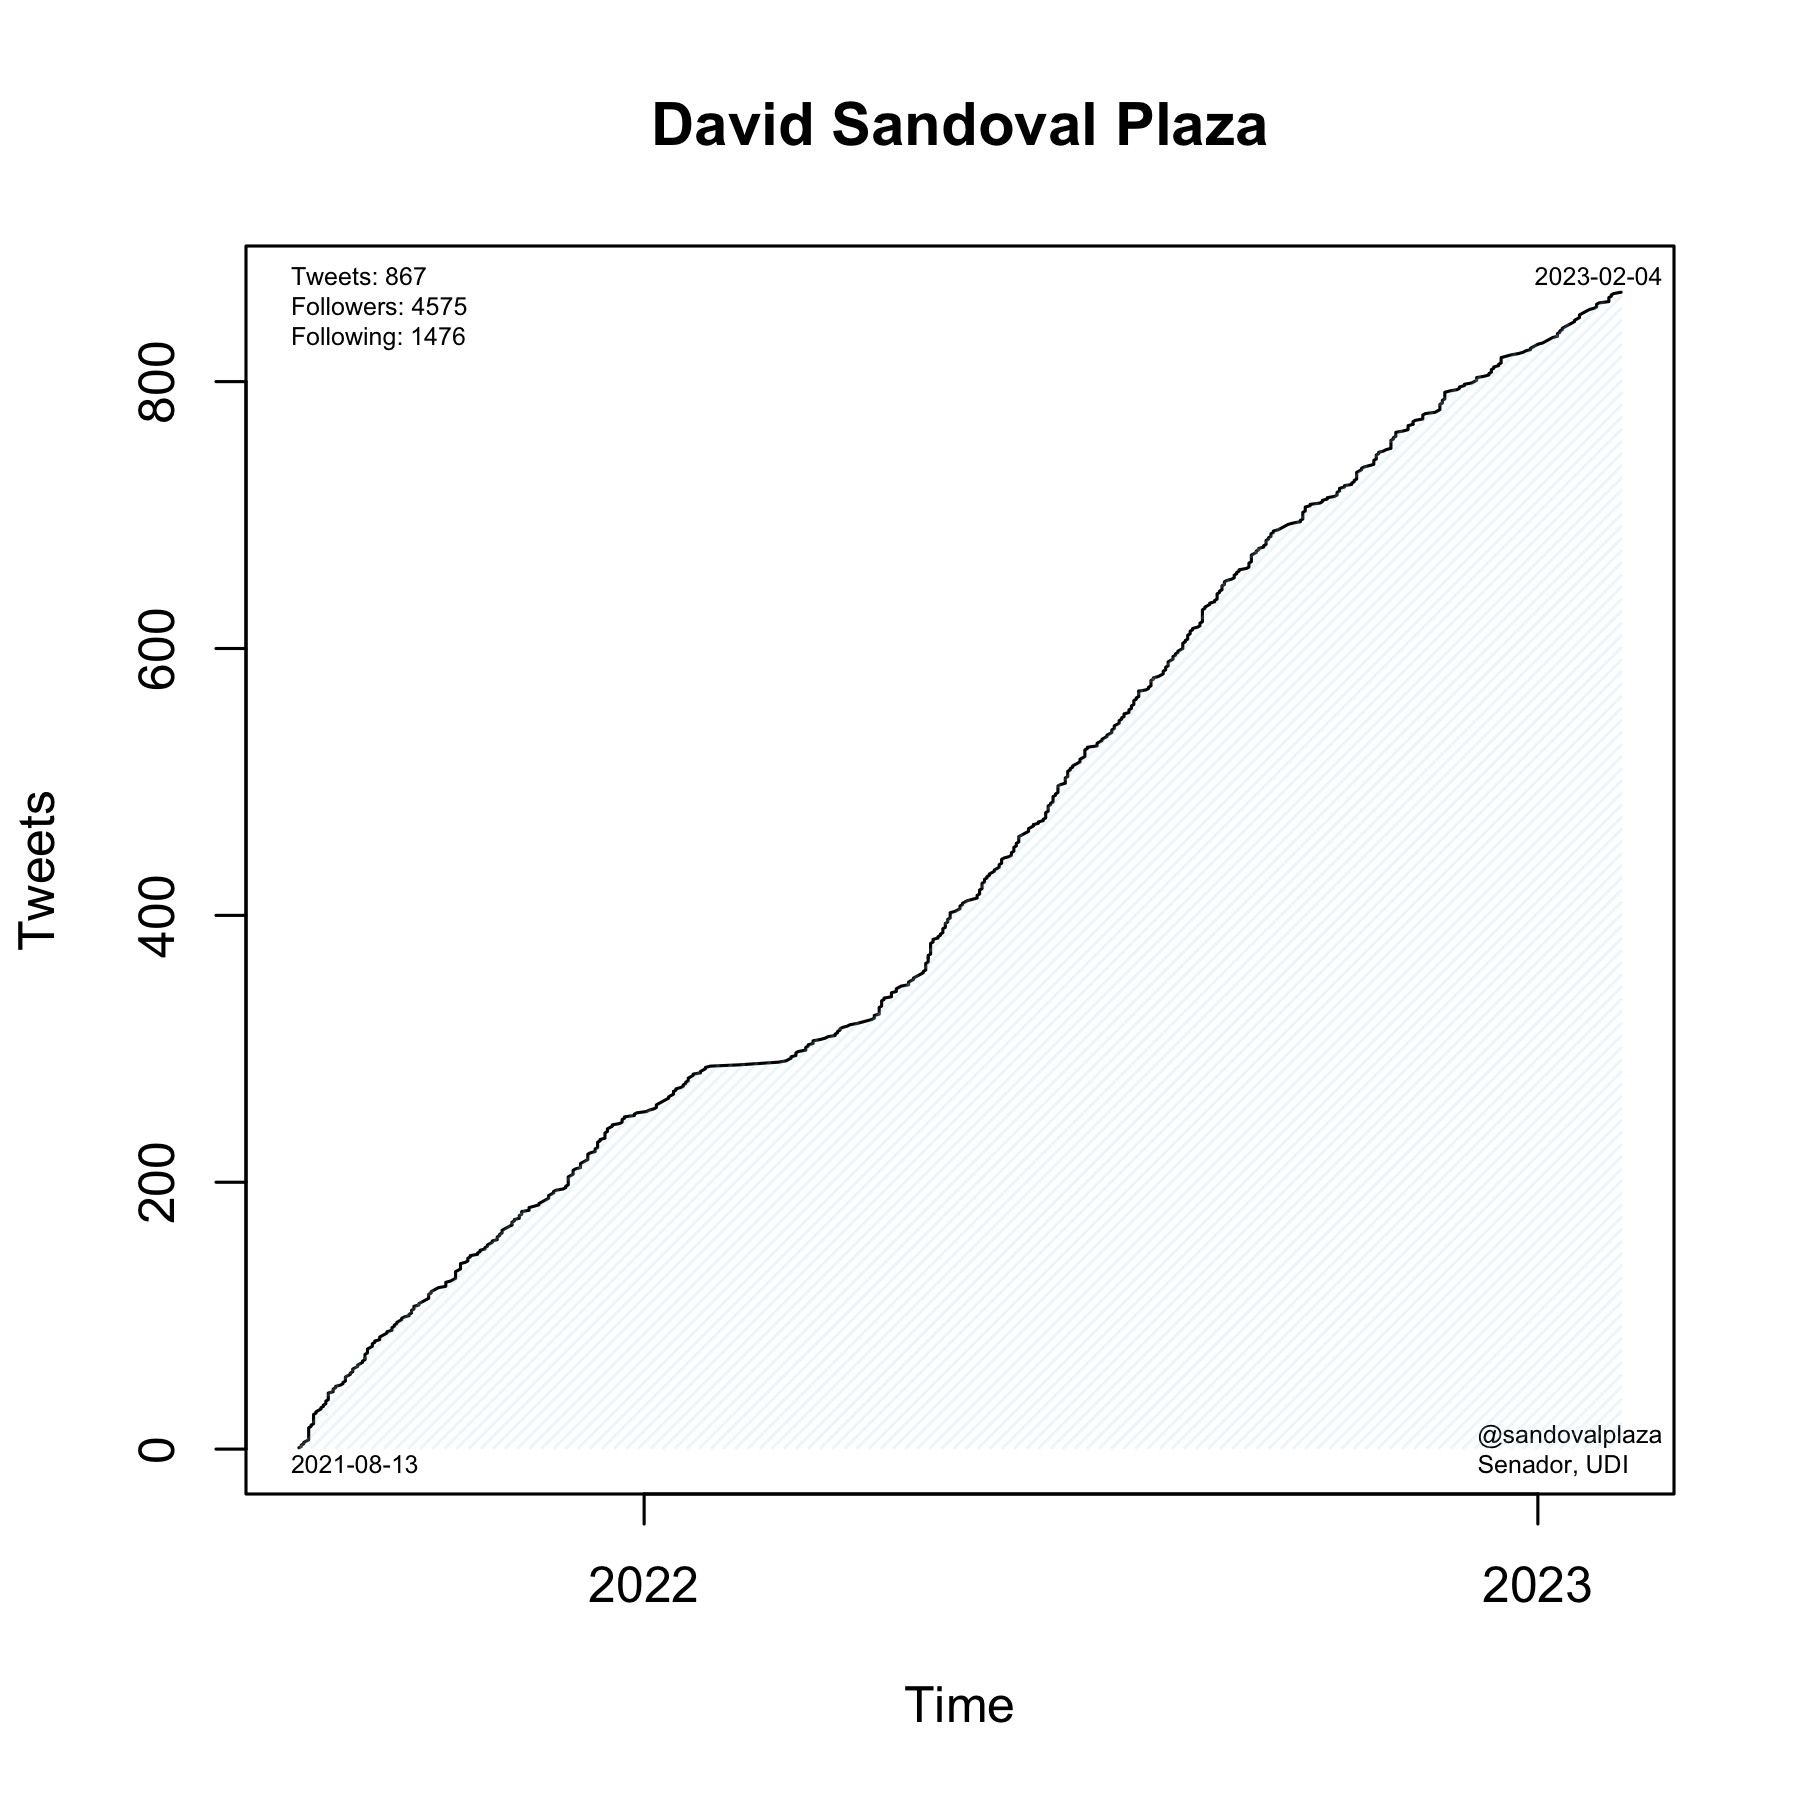 David Sandoval Plaza
Tweets: 867
Followers: 4575
Following: 1476
2023-02-04
800
600
400
200
0
Tweets
2021-08-13
@sandovalplaza
Senador, UDI
2022
2023
Time